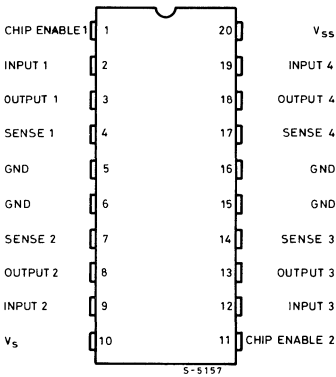 CHIP ENABLE 1 1 20 VSS
INPUT 1 2 19 INPUT 4
OUTPUT 1 3 18 OUTPUT 4
SENSE 1 4 17 SENSE 4
GND 5 16 GND
GND 6 15 GND
SENSE 2 7 14 SENSE 3
OUTPUT 2 8 13 OUTPUT 3
INPUT 2 9 12 INPUT 3
VS 10 11 CHIP ENABLE 2
S-5157